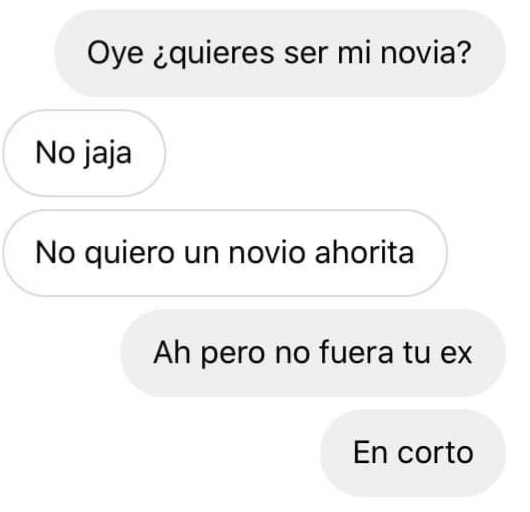 Oye ¿quieres ser mi novia?
No jaja
No quiero un novio ahorita
Ah pero no fuera tu ex
En corto